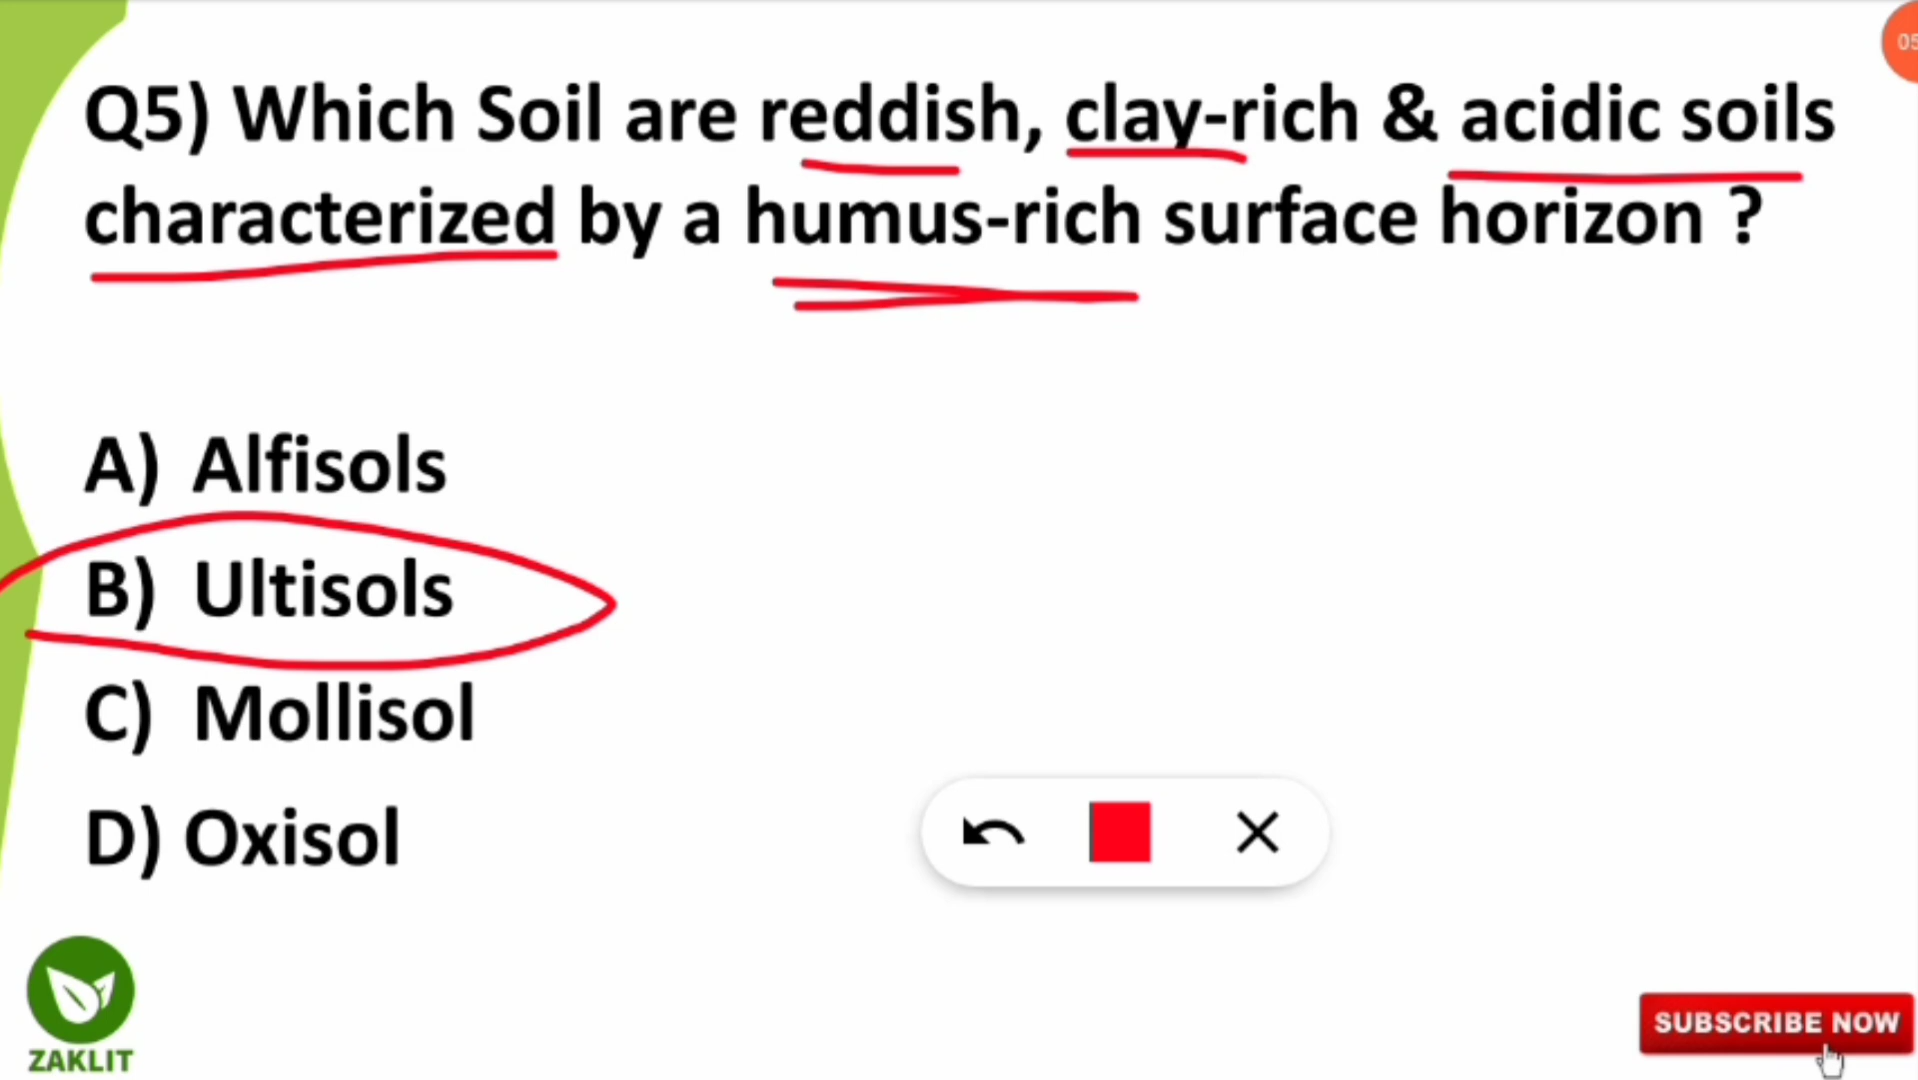 05
Q5) Which Soil are reddish, clay-rich & acidic soils
characterized by a humus-rich surface horizon ?
A) Alfisols
B) Ultisols
C) Mollisol
D) Oxisol
ZAKLIT
SUBSCRIBE NOW